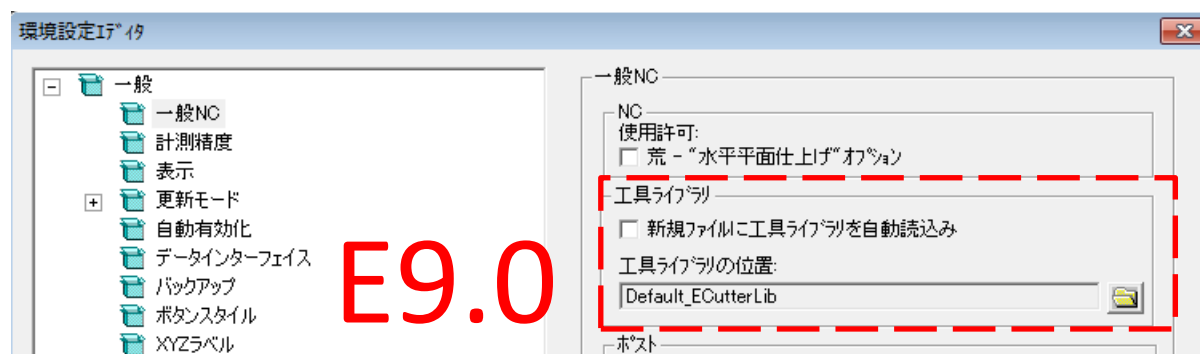 環境設定ｴﾃﾞｨﾀ
一般
一般NC
計測精度
表示
更新モード
自動有効化
データインターフェイス
バックアップ
ボタンスタイル
XYZラベル
E9.0
一般NC
NC
使用許可:
荒 - "水平平面仕上げ"ｵﾌﾟｼｮﾝ
工具ﾗｲﾌﾞﾗﾘ
新規ﾌｧｲﾙに工具ﾗｲﾌﾞﾗﾘを自動読込み
工具ﾗｲﾌﾞﾗﾘの位置:
Default_ECutterLib
ﾎﾟｽﾄ